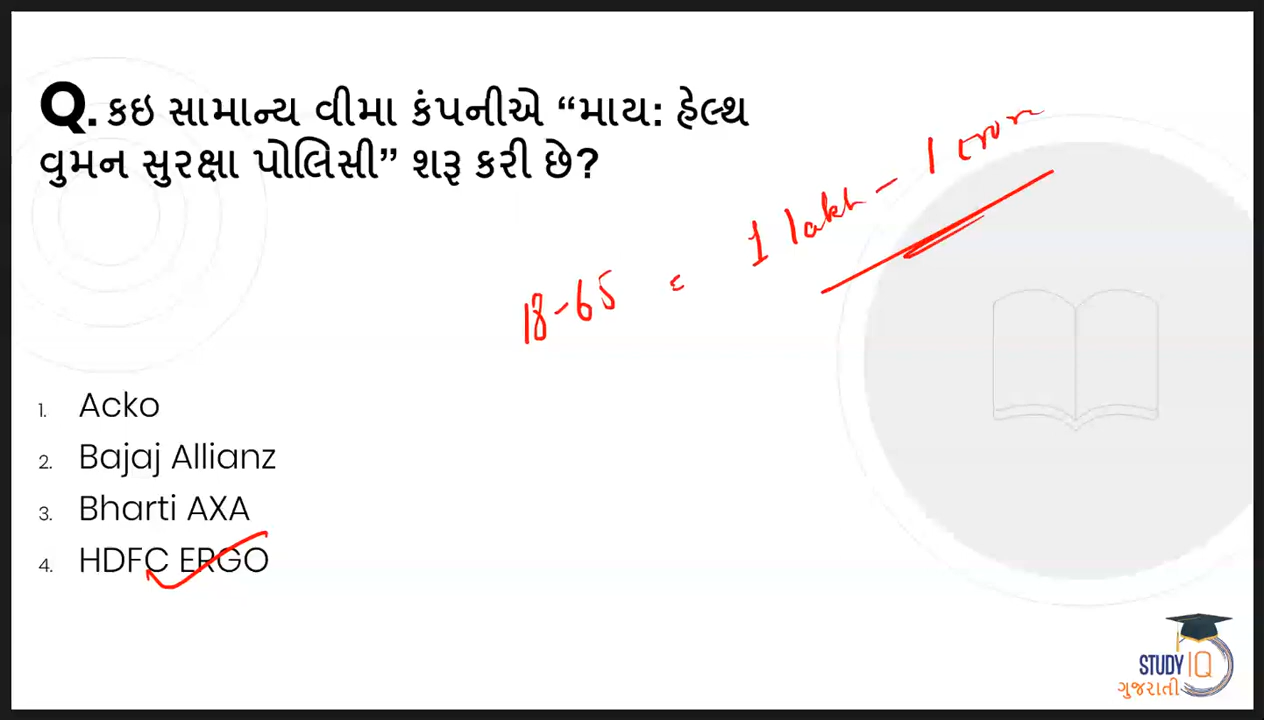 Q. કઇ સામાન્ય વીમા કંપનીએ “માય: હેલ્થ
વુમન સુરક્ષા પોલિસી” શરૂ કરી છે?
18-65 = 1 lakh - 1 cror
1. Acko
2. Bajaj Allianz
3. Bharti AXA
4. HDFC ERGO
STUDY IQ
ગુજરાતી